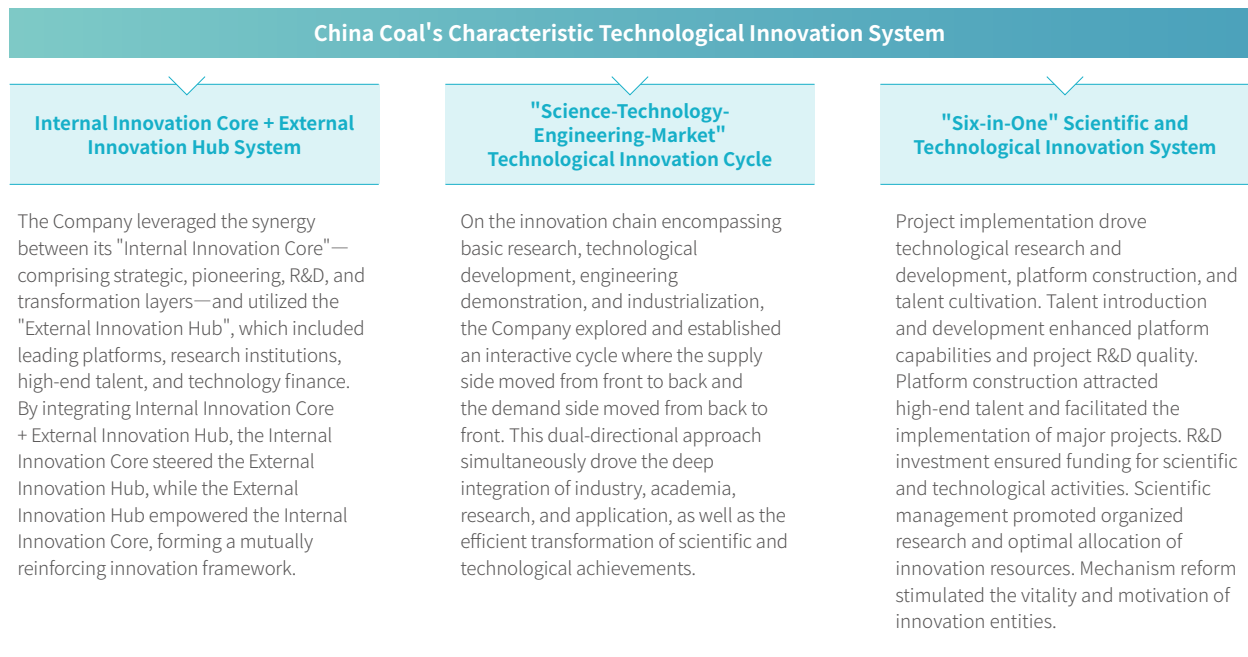 China Coal's Characteristic Technological Innovation System
Internal Innovation Core + External
Innovation Hub System
The Company leveraged the synergy
between its "Internal Innovation Core"—
comprising strategic, pioneering, R&D, and
transformation layers—and utilized the
"External Innovation Hub", which included
leading platforms, research institutions,
high-end talent, and technology finance.
By integrating Internal Innovation Core
+ External Innovation Hub, the Internal
Innovation Core steered the External
Innovation Hub, while the External
Innovation Hub empowered the Internal
Innovation Core, forming a mutually
reinforcing innovation framework.
"Science-Technology-
Engineering-Market"
Technological Innovation Cycle
On the innovation chain encompassing
basic research, technological
development, engineering
demonstration, and industrialization,
the Company explored and established
an interactive cycle where the supply
side moved from front to back and
the demand side moved from back to
front. This dual-directional approach
simultaneously drove the deep
integration of industry, academia,
research, and application, as well as the
efficient transformation of scientific and
technological achievements.
"Six-in-One" Scientific and
Technological Innovation System
Project implementation drove
technological research and
development, platform construction, and
talent cultivation. Talent introduction
and development enhanced platform
capabilities and project R&D quality.
Platform construction attracted
high-end talent and facilitated the
implementation of major projects. R&D
investment ensured funding for scientific
and technological activities. Scientific
management promoted organized
research and optimal allocation of
innovation resources. Mechanism reform
stimulated the vitality and motivation of
innovation entities.